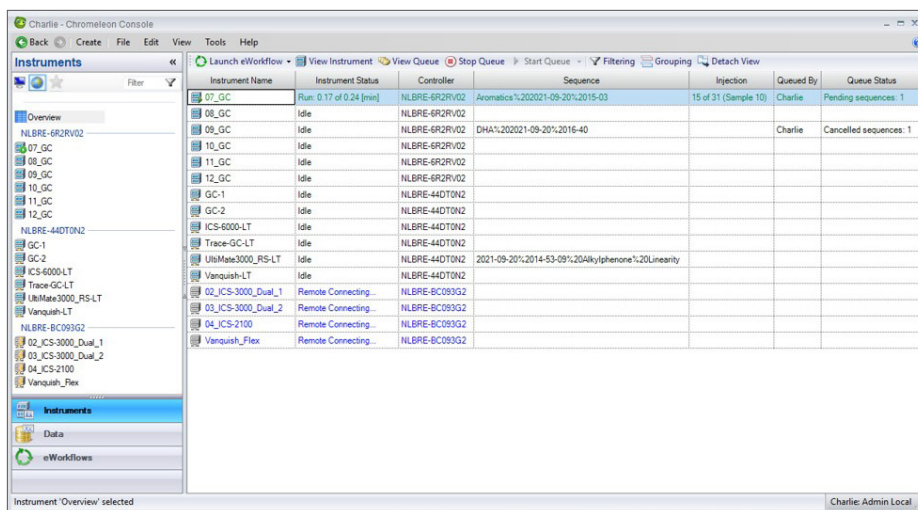 Charlie - Chromeleon Console
Back Create File Edit View Tools Help
Instruments «
Launch eWorkflow View Instrument View Queue Stop Queue Start Queue Filtering Grouping Detach View
Filter
Overview
NLBRE-6R2RV02
07_GC
08_GC
09_GC
10_GC
11_GC
12_GC
NLBRE-44DT0N2
GC-1
GC-2
ICS-6000-LT
Trace-GC-LT
UltiMate3000_RS-LT
Vanquish-LT
NLBRE-BC093G2
02_ICS-3000_Dual_1
03_ICS-3000_Dual_2
04_ICS-2100
Vanquish_Flex
Instruments
Data
eWorkflows
Instrument Name Instrument Status Controller Sequence Injection Queued By Queue Status
07_GC Run: 0.17 of 0.24 [min] NLBRE-6R2RV02 Aromatics%202021-09-20%2015-03 15 of 31 (Sample 10) Charlie Pending sequences: 1
08_GC Idle NLBRE-6R2RV02
09_GC Idle NLBRE-6R2RV02 DHA%202021-09-20%2016-40 Charlie Cancelled sequences: 1
10_GC Idle NLBRE-6R2RV02
11_GC Idle NLBRE-6R2RV02
12_GC Idle NLBRE-6R2RV02
GC-1 Idle NLBRE-44DT0N2
GC-2 Idle NLBRE-44DT0N2
ICS-6000-LT Idle NLBRE-44DT0N2
Trace-GC-LT Idle NLBRE-44DT0N2
UltiMate3000_RS-LT Idle NLBRE-44DT0N2 2021-09-20%2014-53-09%20Alkylphenone%20Linearity
Vanquish-LT Idle NLBRE-44DT0N2
02_ICS-3000_Dual_1 Remote Connecting... NLBRE-BC093G2
03_ICS-3000_Dual_2 Remote Connecting... NLBRE-BC093G2
04_ICS-2100 Remote Connecting... NLBRE-BC093G2
Vanquish_Flex Remote Connecting... NLBRE-BC093G2
Instrument 'Overview' selected
Charlie: Admin Local